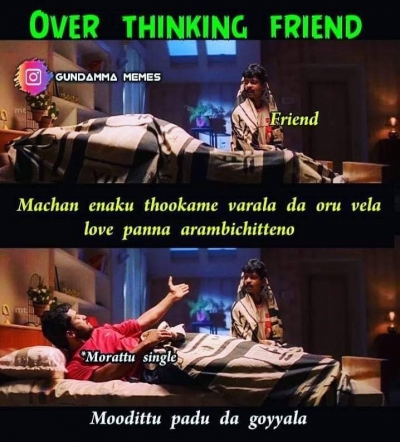 OVER THINKING FRIEND
GUNDAMMA MEMES
Friend
Machan enaku thookame varala da oru vela
love panna arambichitteno
*Morattu single
Moodittu padu da goyyala